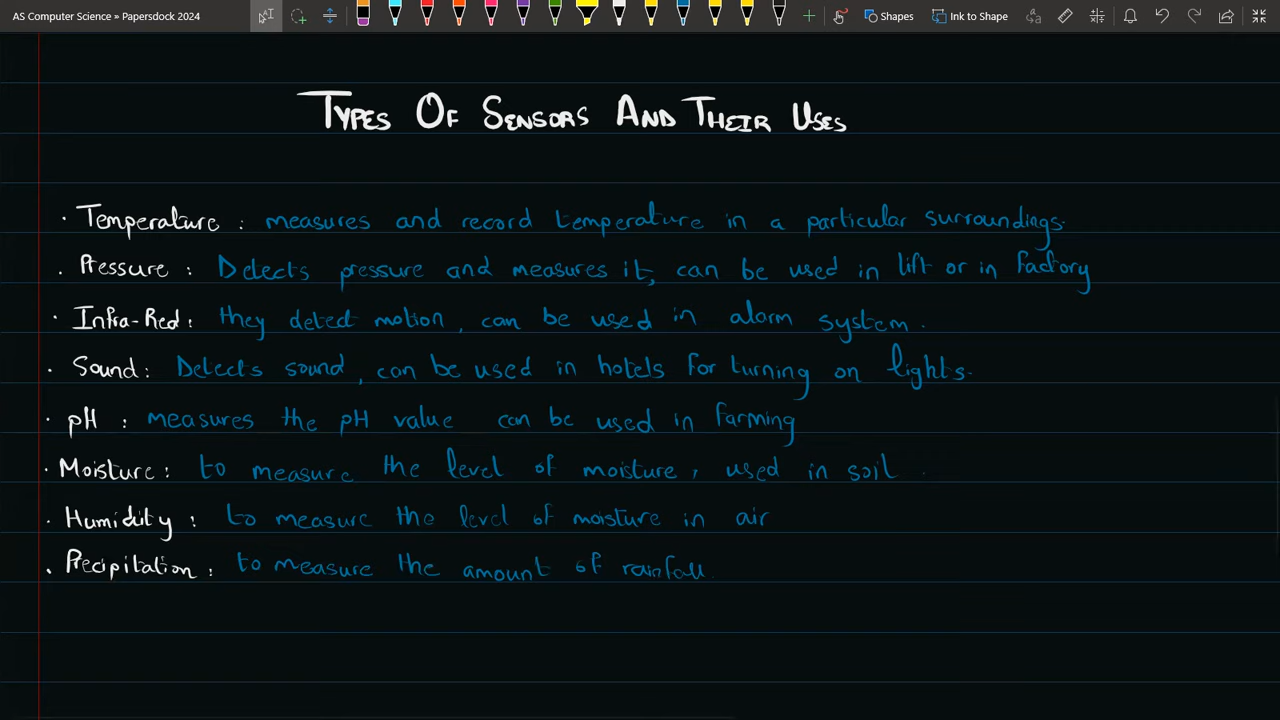 AS Computer Science » Papersdock 2024
Shapes
Ink to Shape
TYPES OF SENSORS AND THEIR USES
· Temperature : measures and record temperature in a particular surroundings.
. Pressure : Detects pressure and measures it, can be used in lift or in factory
· Infra-Red : they detect motion, can be used in alarm system.
· Sound : Detects sound, can be used in hotels for turning on lights.
· pH : measures the pH value can be used in farming
· Moisture : to measure the level of moisture, used in soil.
· Humidity : to measure the level of moisture in air
. Precipitation : to measure the amount of rainfall.